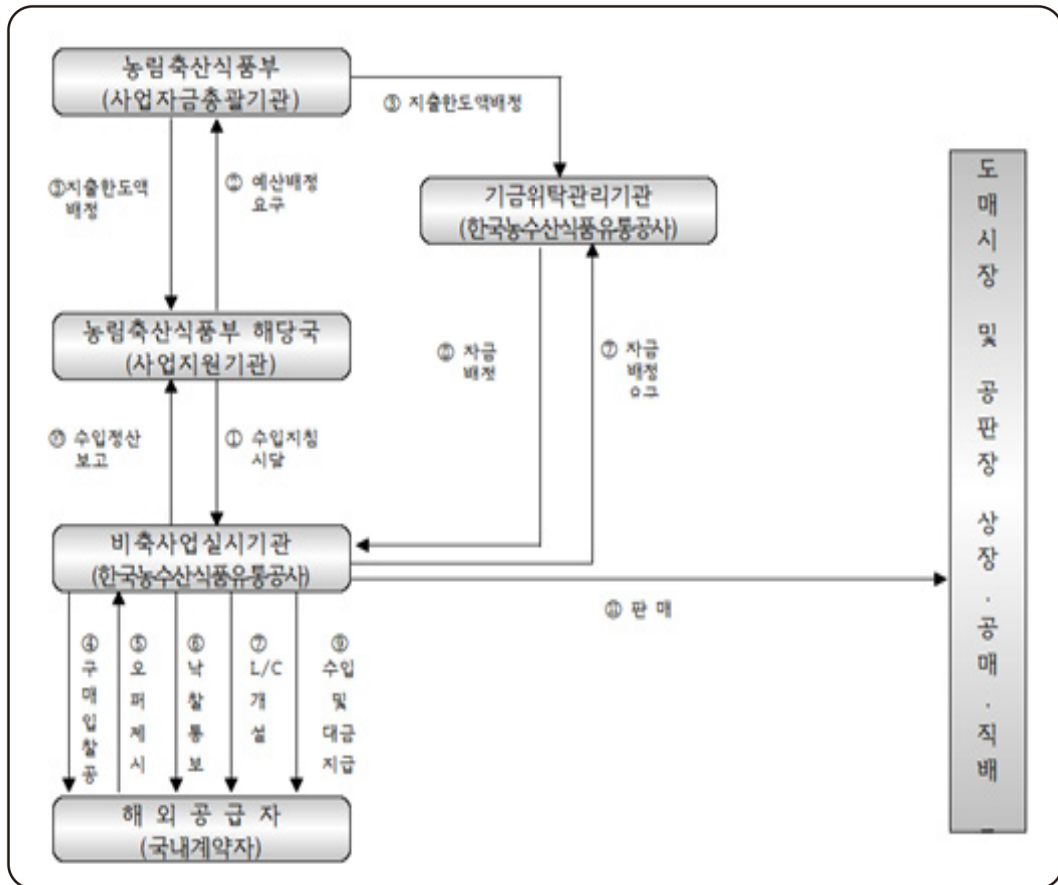 농림축산식품부
(사업자금총괄기관)
③ 지출한도액배정
③지출한도액
배정
② 예산배정
요구
기금위탁관리기관
(한국농수산식품유통공사)
농림축산식품부 해당국
(사업지원기관)
⑧ 자금
배정
⑦ 자금
배정
요구
수입정산
보고
① 수입지침
시달
비축사업실시기관
(한국농수산식품유통공사)
판 매
④
구
매
입
찰
공
⑤
오
퍼
제
시
⑥
낙
찰
통
보
⑦
L/C
개
설
⑨
수입
및
대금
지급
해 외 공 급 자
(국내계약자)
도
매
시
장
및
공
판
장
상
장
·
공
매
·
직
배